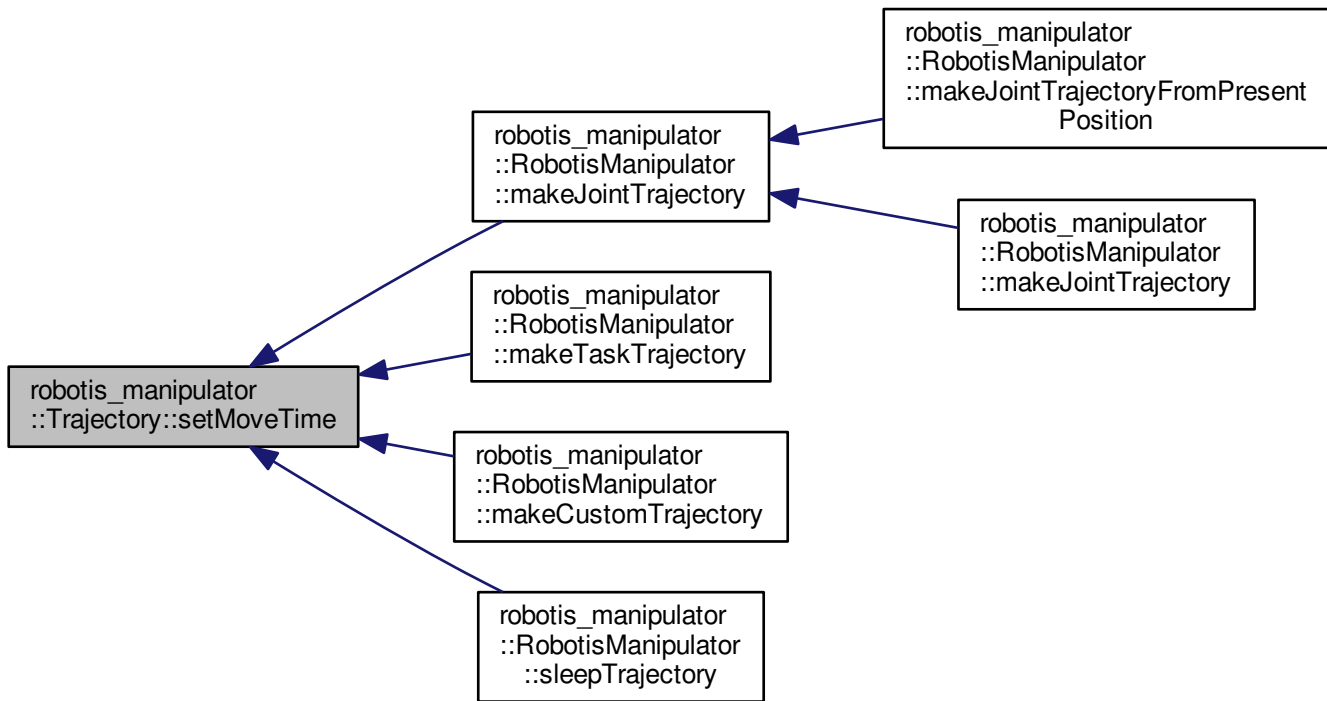 robotis_manipulator
::RobotisManipulator
::makeJointTrajectoryFromPresent
Position
robotis_manipulator
::RobotisManipulator
::makeJointTrajectory
robotis_manipulator
::RobotisManipulator
::makeJointTrajectory
robotis_manipulator
::RobotisManipulator
::makeTaskTrajectory
robotis_manipulator
::Trajectory::setMoveTime
robotis_manipulator
::RobotisManipulator
::makeCustomTrajectory
robotis_manipulator
::RobotisManipulator
::sleepTrajectory